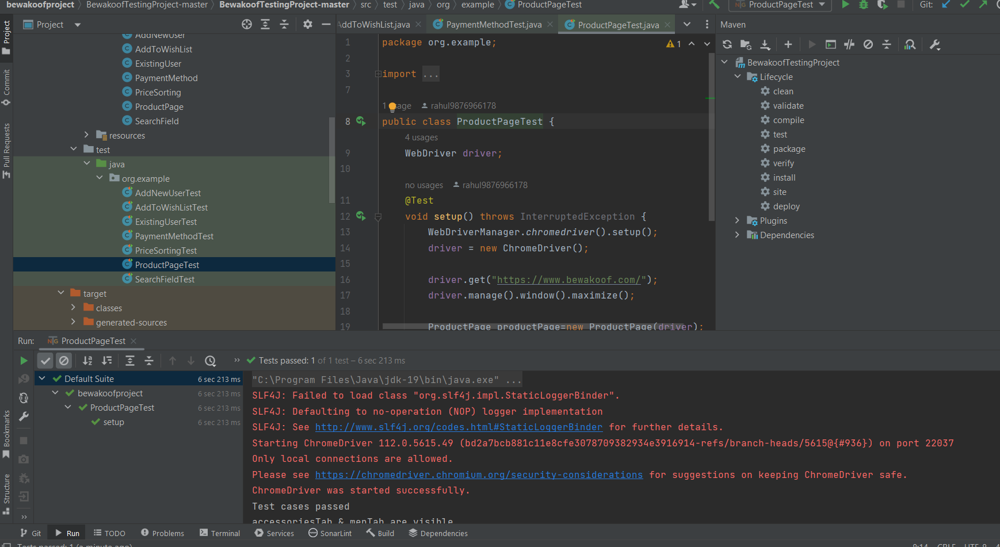 bewakoofproject
BewakoofTestingProject-master
BewakoofTestingProject-master
src
test
java
org
example
ProductPageTest
ProductPageTest
Git:
Project
Commit
Pull Requests
Bookmarks
Structure
Project
AddNewUser
AddToWishList
ExistingUser
PaymentMethod
PriceSorting
ProductPage
SearchField
resources
test
java
org.example
AddNewUserTest
AddToWishListTest
ExistingUserTest
PaymentMethodTest
PriceSortingTest
ProductPageTest
SearchFieldTest
target
classes
generated-sources
AddToWishList.java
PaymentMethodTest.java
ProductPageTest.java
1 package org.example;
1
2
3 import ...
7
rahul9876966178
8 public class ProductPageTest {
4 usages
9 WebDriver driver;
10
no usages rahul9876966178
11 @Test
12 void setup() throws InterruptedException {
13 WebDriverManager.chromedriver().setup();
14 driver = new ChromeDriver();
15
16 driver.get("https://www.bewakoof.com/");
17 driver.manage().window().maximize();
18
19 ProductPage productPage=new ProductPage(driver);
Maven
BewakoofTestingProject
Lifecycle
clean
validate
compile
test
package
verify
install
site
deploy
Plugins
Dependencies
Run: ProductPageTest
Tests passed: 1 of 1 test – 6 sec 213 ms
Default Suite 6 sec 213 ms
bewakoofproject 6 sec 213 ms
ProductPageTest 6 sec 213 ms
setup 6 sec 213 ms
"C:\Program Files\Java\jdk-19\bin\java.exe" ...
SLF4J: Failed to load class "org.slf4j.impl.StaticLoggerBinder".
SLF4J: Defaulting to no-operation (NOP) logger implementation
SLF4J: See http://www.slf4j.org/codes.html#StaticLoggerBinder for further details.
Starting ChromeDriver 112.0.5615.49 (bd2a7bcb881c11e8cfe3078709382934e3916914-refs/branch-heads/5615@{#936}) on port 22037
Only local connections are allowed.
Please see https://chromedriver.chromium.org/security-considerations for suggestions on keeping ChromeDriver safe.
ChromeDriver was started successfully.
Test cases passed
accessoriesTab & menTab are visible
Git
Run
TODO
Problems
Terminal
Services
SonarLint
Build
Dependencies
Tests passed: 1 (a minute ago)
8:14 CRLF UTF-8